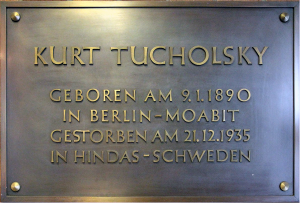 KURT TUCHOLSKY
GEBOREN AM 9.1.1890
IN BERLIN-MOABIT
GESTORBEN AM 21.12.1935
IN HINDAS-SCHWEDEN